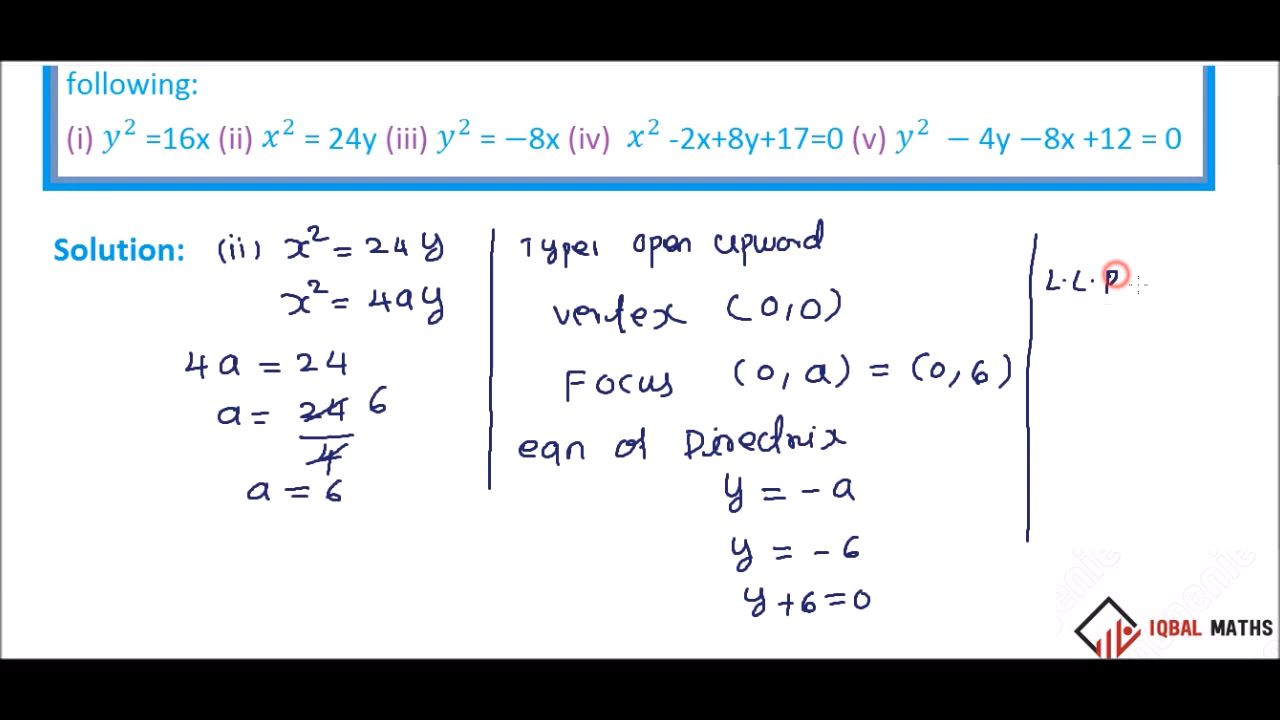 following:
(i) y² =16x (ii) x² = 24y (iii) y² = −8x (iv) x² -2x+8y+17=0 (v) y² − 4y −8x +12 = 0
Solution: (ii) x² = 24y
x² = 4ay
4a = 24
a = 24/4 6
a = 6
Type: open upward
vertex (0,0)
Focus (0, a) = (0, 6)
eqn of Directrix
y = - a
y = - 6
y + 6 = 0
L.L.R
IQBAL MATHS